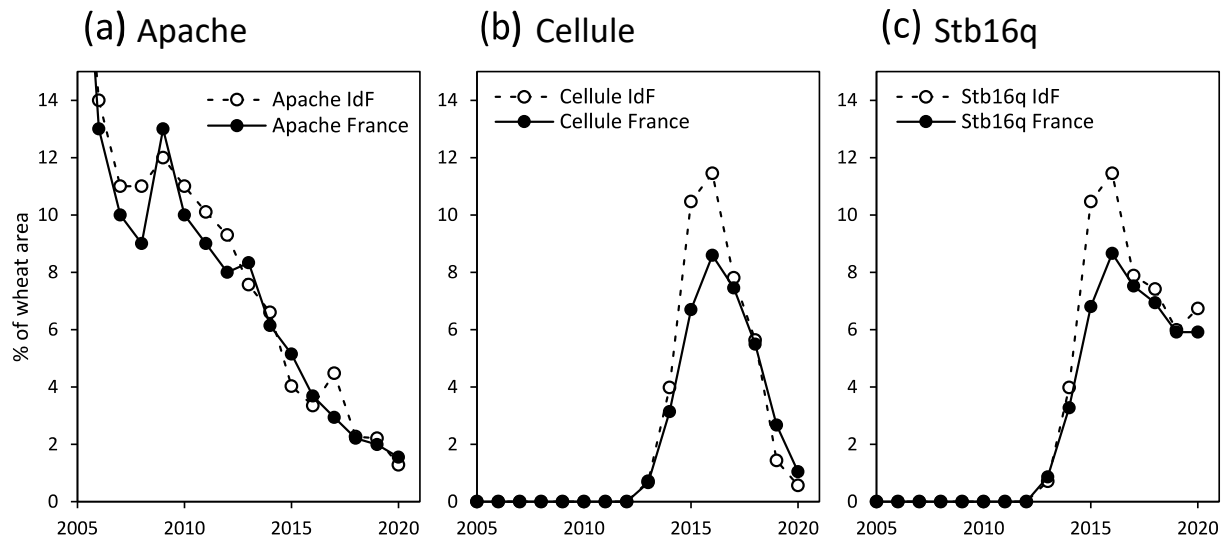 (a) Apache
Apache IdF
Apache France
% of wheat area
14
12
10
8
6
4
2
0
2005 2010 2015 2020
(b) Cellule
Cellule IdF
Cellule France
14
12
10
8
6
4
2
0
2005 2010 2015 2020
(c) Stb16q
Stb16q IdF
Stb16q France
14
12
10
8
6
4
2
0
2005 2010 2015 2020